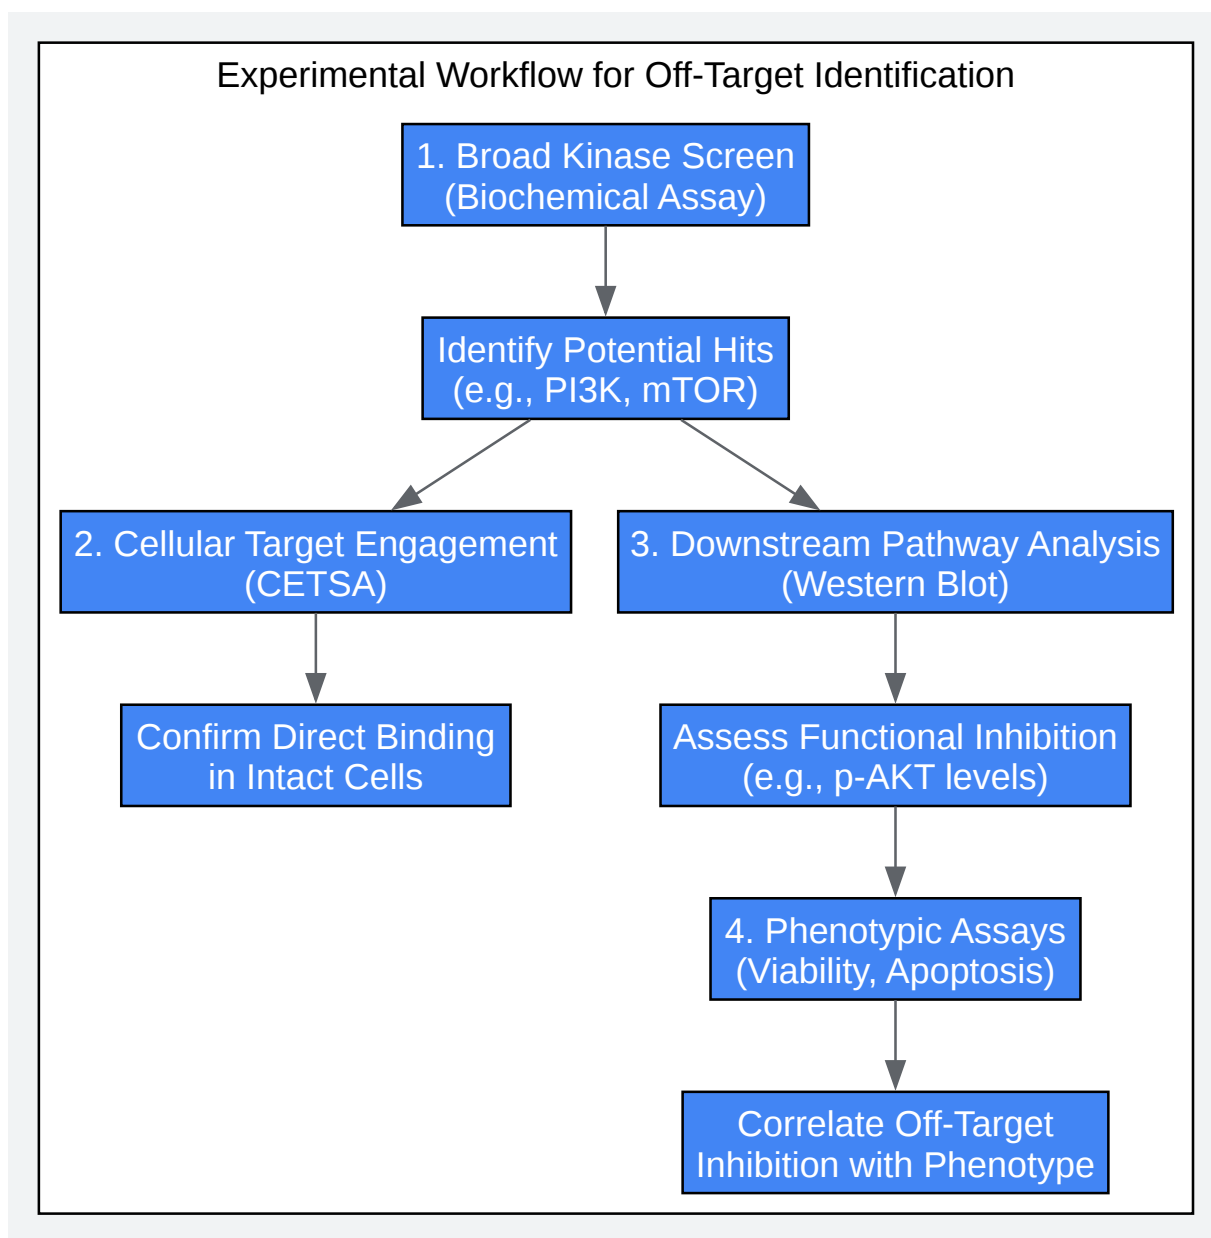 Experimental Workflow for Off-Target Identification
1. Broad Kinase Screen
(Biochemical Assay)
Identify Potential Hits
(e.g., PI3K, mTOR)
2. Cellular Target Engagement
(CETSA)
3. Downstream Pathway Analysis
(Western Blot)
Confirm Direct Binding
in Intact Cells
Assess Functional Inhibition
(e.g., p-AKT levels)
4. Phenotypic Assays
(Viability, Apoptosis)
Correlate Off-Target
Inhibition with Phenotype